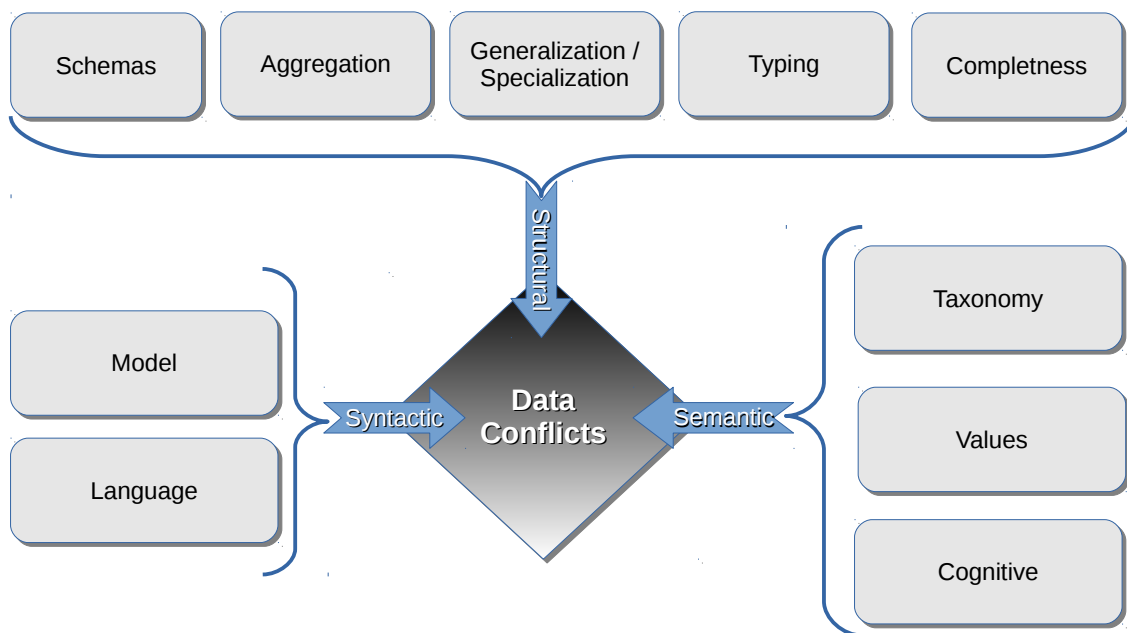 Schemas
Aggregation
Generalization /
Specialization
Typing
Completness
Structural
Model
Language
Syntactic
Data
Conflicts
Semantic
Taxonomy
Values
Cognitive